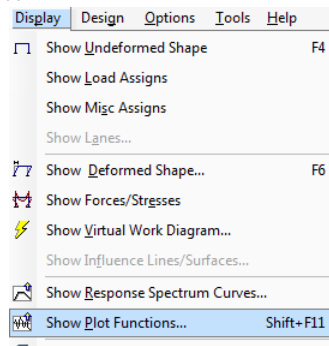 Display Design Options Tools Help
Show Undeformed Shape F4
Show Load Assigns
Show Misc Assigns
Show Lanes...
Show Deformed Shape... F6
Show Forces/Stresses
Show Virtual Work Diagram...
Show Influence Lines/Surfaces...
Show Response Spectrum Curves...
Show Plot Functions... Shift+F11